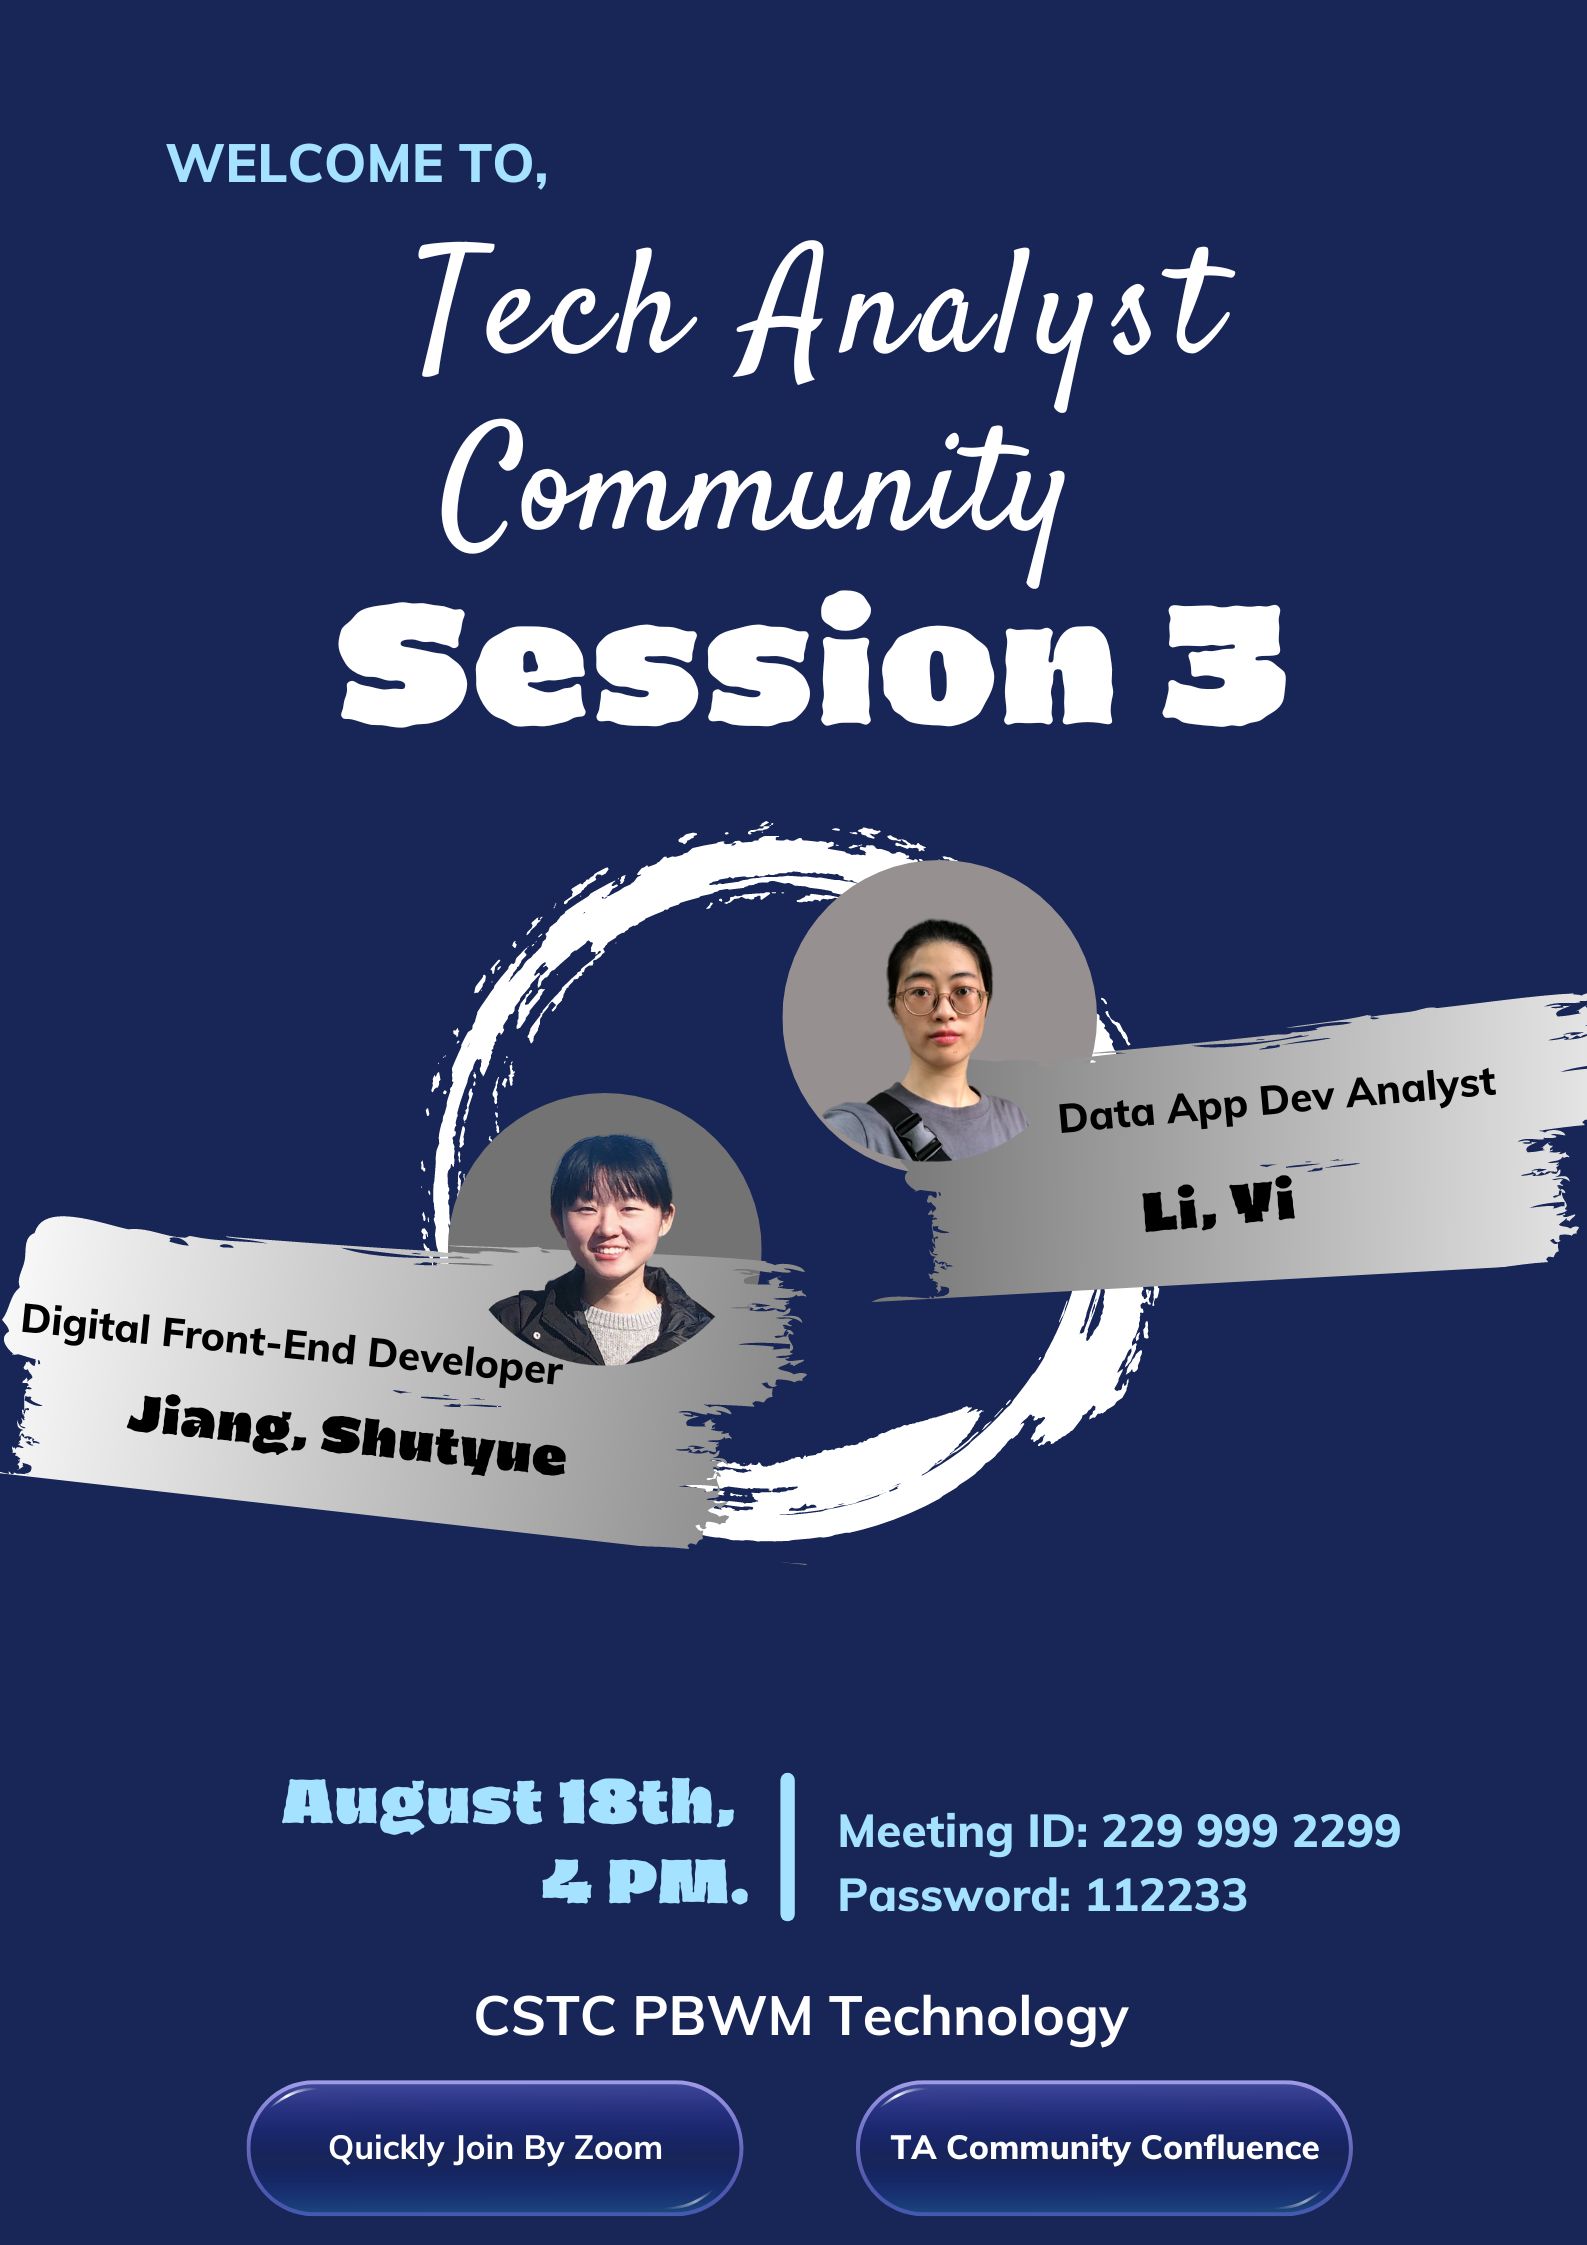 WELCOME TO,
Tech Analyst
Community
Session 3
Data App Dev Analyst
Li, Vi
Digital Front-End Developer
Jiang, Shutyue
August 18th,
4 PM.
Meeting ID: 229 999 2299
Password: 112233
CSTC PBWM Technology
Quickly Join By Zoom
TA Community Confluence